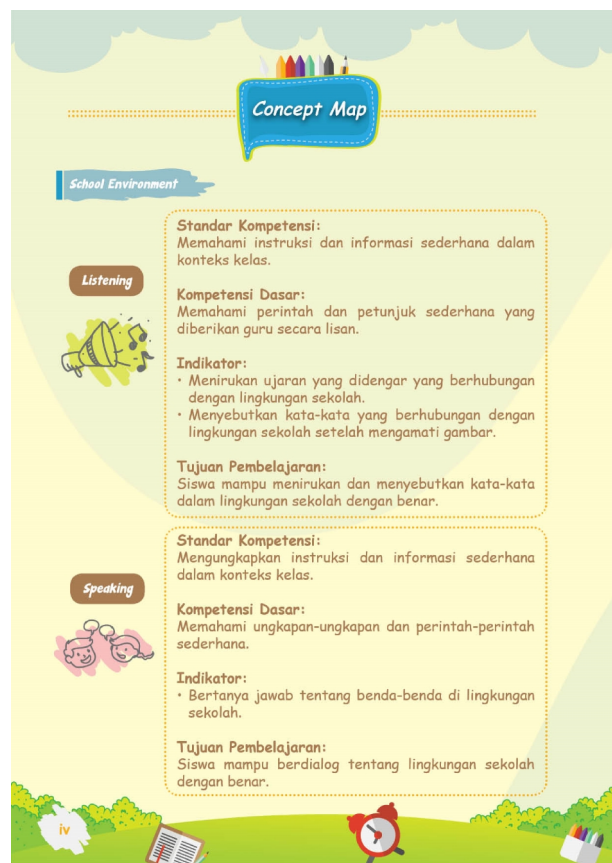 Concept Map
School Environment
Listening
Standar Kompetensi:
Memahami instruksi dan informasi sederhana dalam
konteks kelas.
Kompetensi Dasar:
Memahami perintah dan petunjuk sederhana yang
diberikan guru secara lisan.
Indikator:
• Menirukan ujaran yang didengar yang berhubungan
dengan lingkungan sekolah.
• Menyebutkan kata-kata yang berhubungan dengan
lingkungan sekolah setelah mengamati gambar.
Tujuan Pembelajaran:
Siswa mampu menirukan dan menyebutkan kata-kata
dalam lingkungan sekolah dengan benar.
Speaking
Standar Kompetensi:
Mengungkapkan instruksi dan informasi sederhana
dalam konteks kelas.
Kompetensi Dasar:
Memahami ungkapan-ungkapan dan perintah-perintah
sederhana.
Indikator:
• Bertanya jawab tentang benda-benda di lingkungan
sekolah.
Tujuan Pembelajaran:
Siswa mampu berdialog tentang lingkungan sekolah
dengan benar.
iv